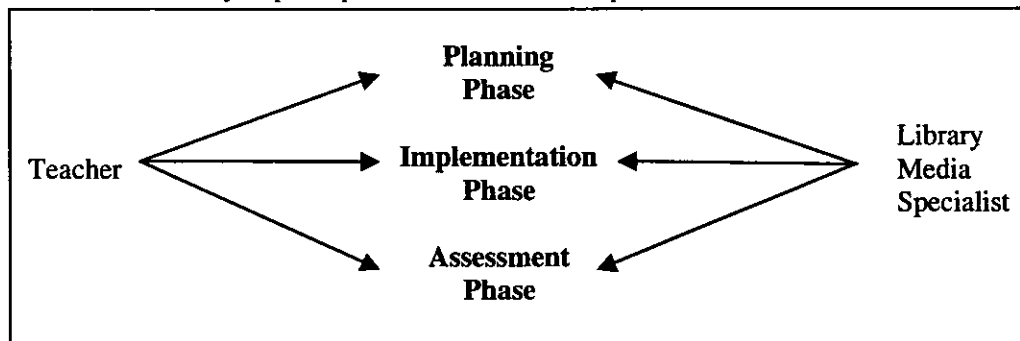 Planning
Phase
Teacher
Implementation
Phase
Library
Media
Specialist
Assessment
Phase